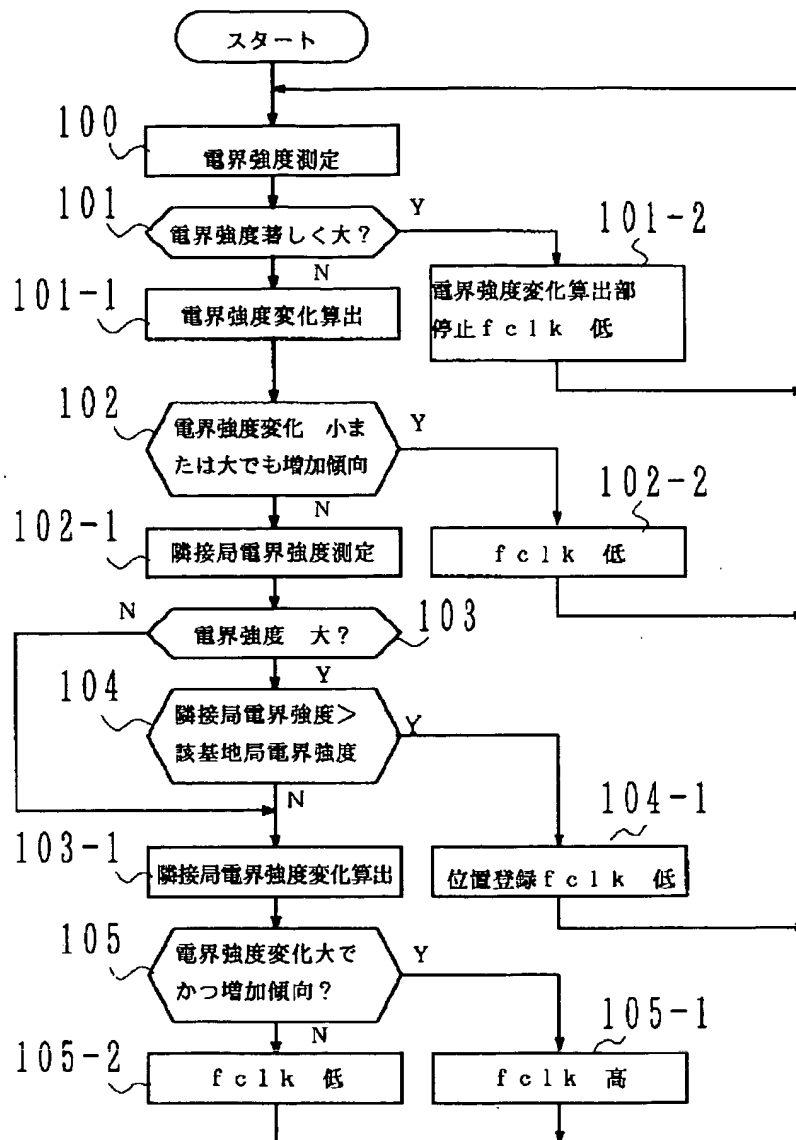 スタート
100
電界強度測定
101
電界強度著しく大?
Y
N
101-1
電界強度変化算出
101-2
電界強度変化算出部
停止fclk 低
102
電界強度変化 小ま
たは大でも増加傾向
Y
N
102-1
隣接局電界強度測定
102-2
fclk 低
N
電界強度 大?
103
Y
104
隣接局電界強度>
該基地局電界強度
Y
N
104-1
位置登録fclk 低
103-1
隣接局電界強度変化算出
105
電界強度変化大で
かつ増加傾向?
Y
N
105-1
fclk 高
105-2
fclk 低